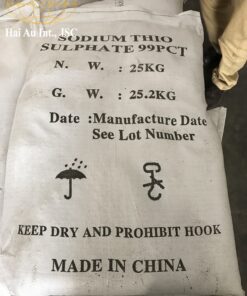 Hai Au Int., JSC
SODIUM THIO
SULPHATE 99PCT
N. W. : 25KG
G. W. : 25.2KG
Date :Manufacture Date
See Lot Number
KEEP DRY AND PROHIBIT HOOK
MADE IN CHINA